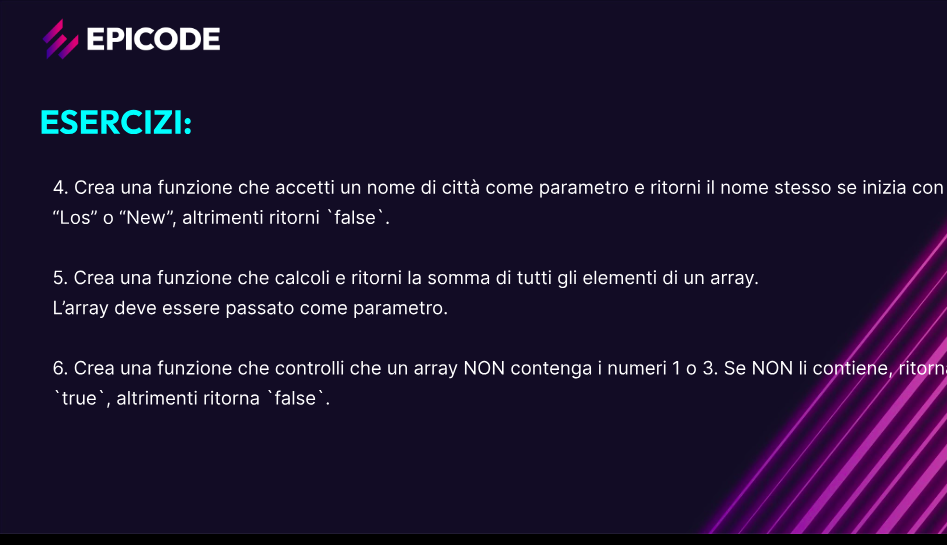 EPICODE
ESERCIZI:
4. Crea una funzione che accetti un nome di città come parametro e ritorni il nome stesso se inizia con
“Los” o “New”, altrimenti ritorni `false`.
5. Crea una funzione che calcoli e ritorni la somma di tutti gli elementi di un array.
L’array deve essere passato come parametro.
6. Crea una funzione che controlli che un array NON contenga i numeri 1 o 3. Se NON li contiene,
`true`, altrimenti ritorna `false`.